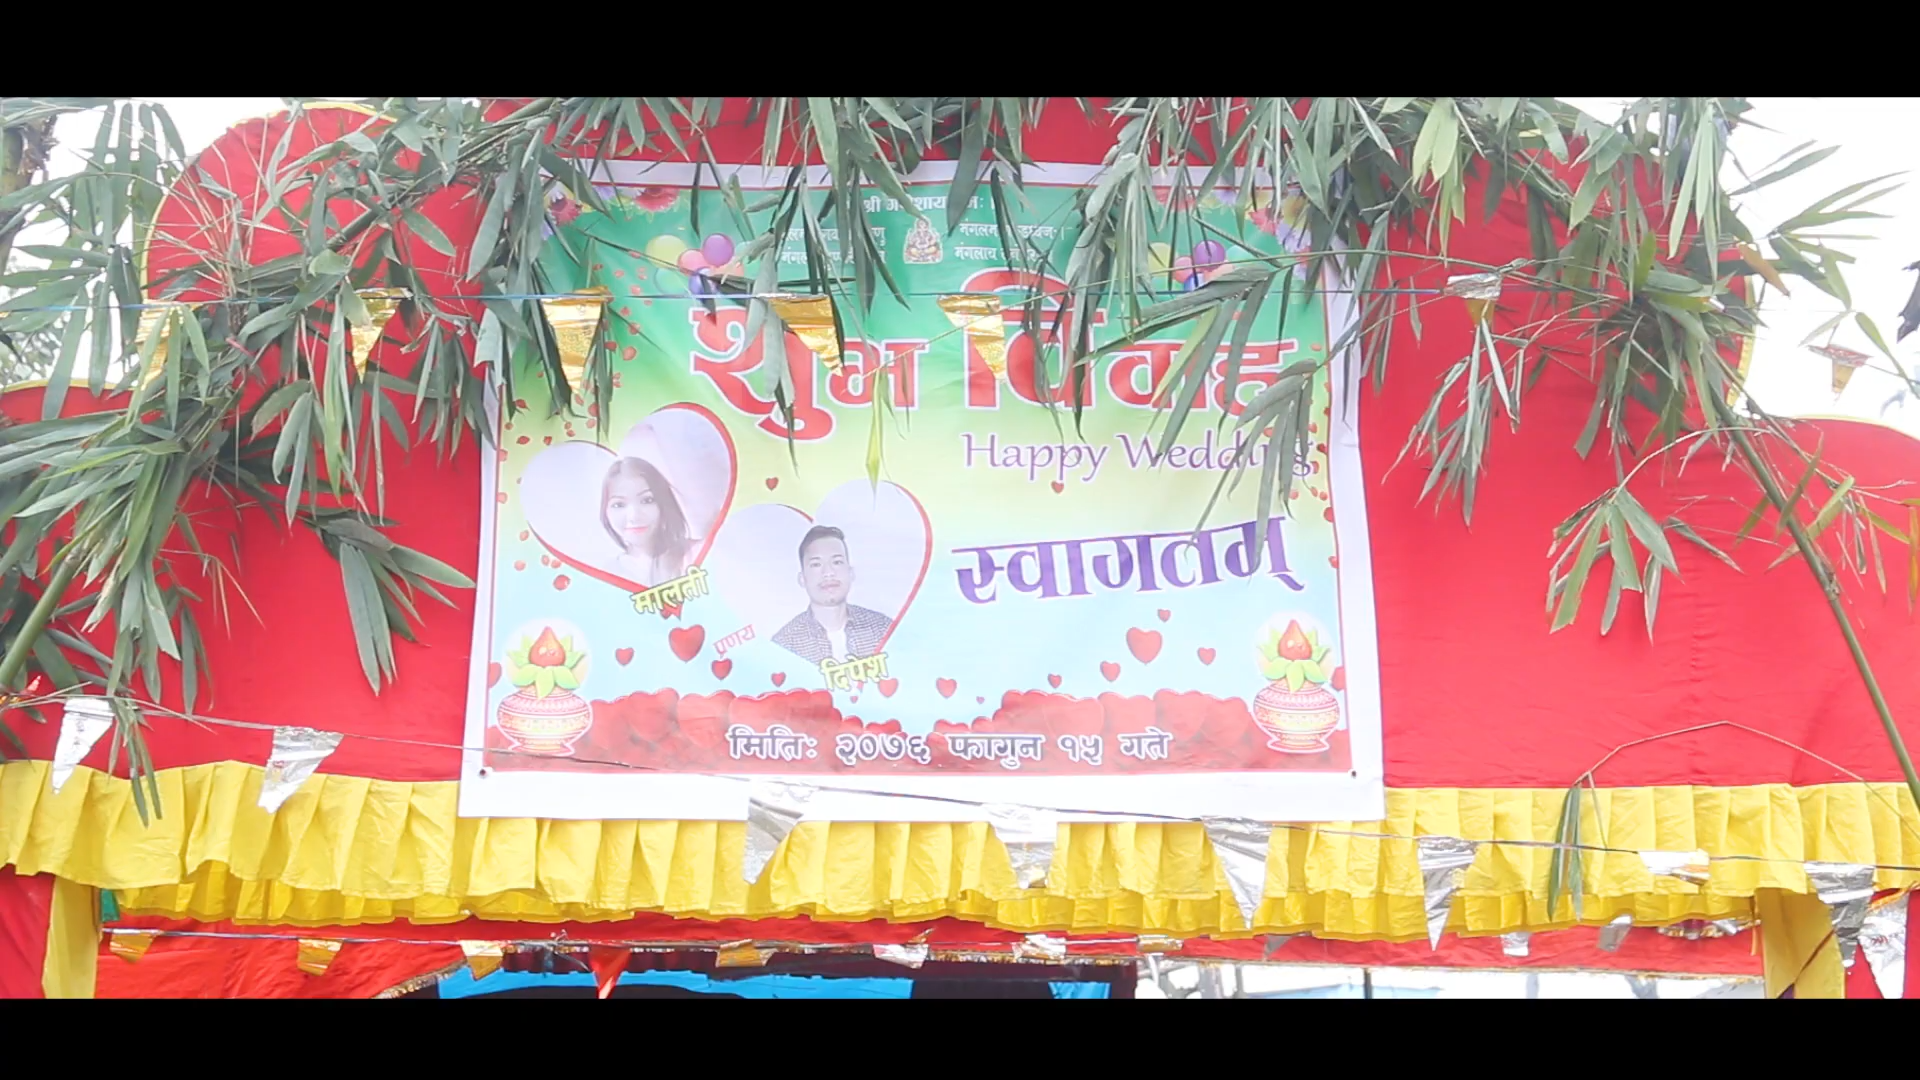 श्री
शुभ विवाह
Happy Wedding
स्वागतम्
मालती
प्रणय
दिपेश
मितिः २०७६ फागुन १५ गते